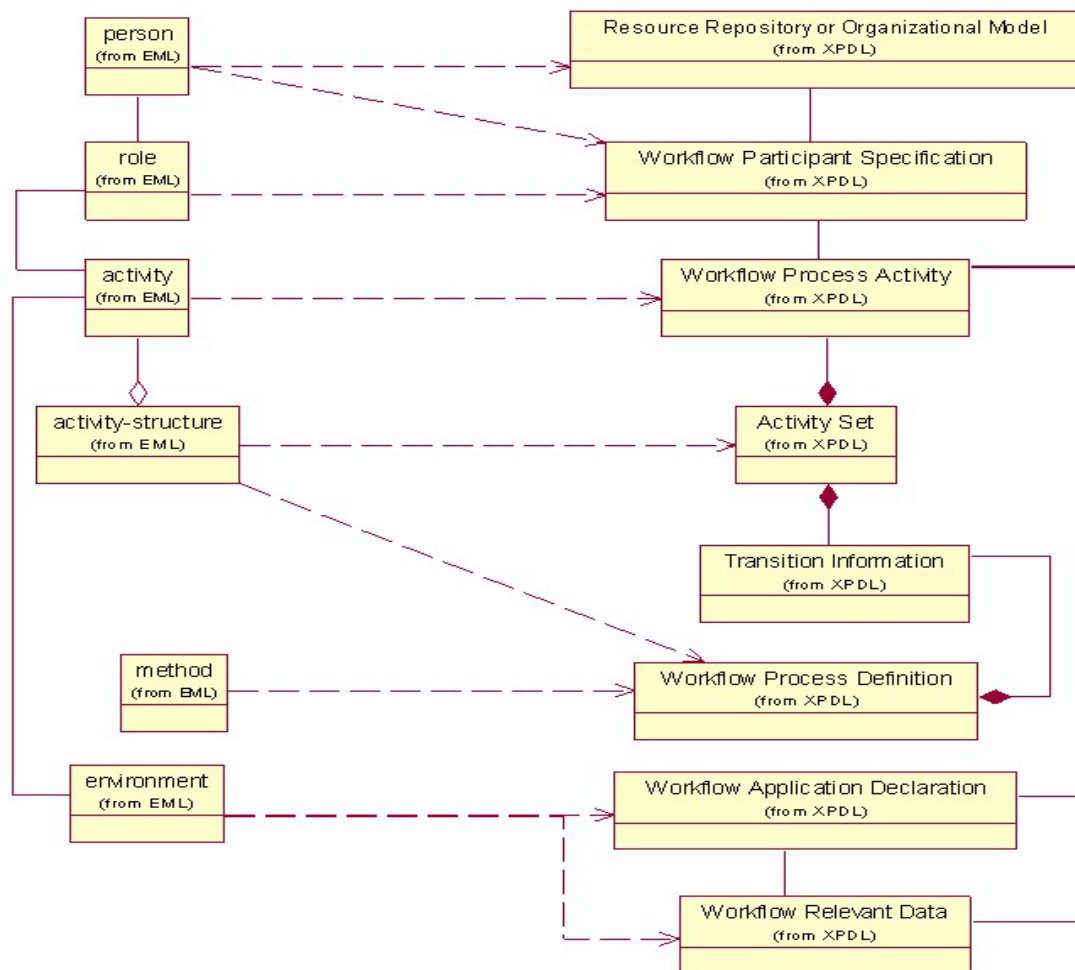 person
(from EML)
Resource Repository or Organizational Model
(from XPDL)
role
(from EML)
Workflow Participant Specification
(from XPDL)
activity
(from EML)
Workflow Process Activity
(from XPDL)
activity-structure
(from EML)
Activity Set
(from XPDL)
Transition Information
(from XPDL)
method
(from EML)
Workflow Process Definition
(from XPDL)
environment
(from EML)
Workflow Application Declaration
(from XPDL)
Workflow Relevant Data
(from XPDL)